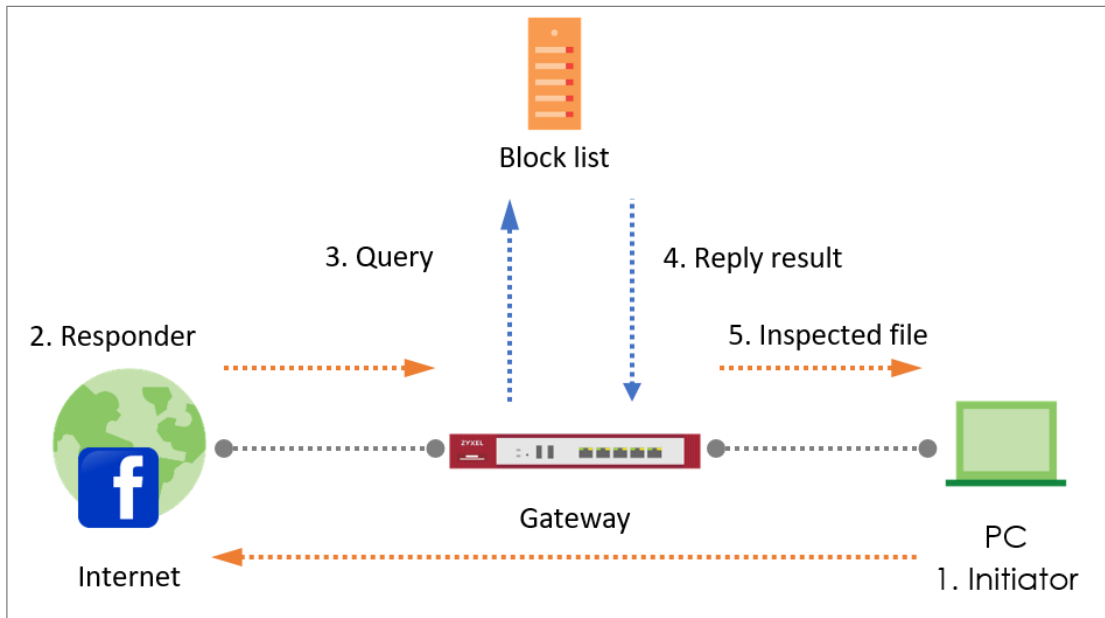 Block list
3. Query
4. Reply result
2. Responder
5. Inspected file
ZYXEL
f
Gateway
Internet
PC
1. Initiator